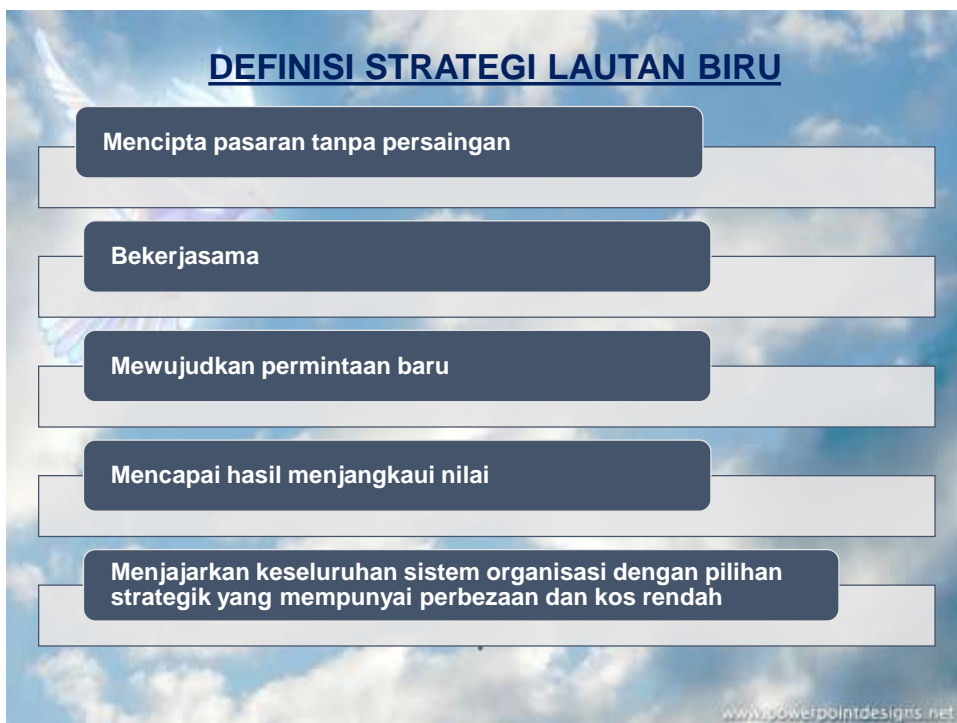 DEFINISI STRATEGI LAUTAN BIRU
Mencipta pasaran tanpa persaingan
Bekerjasama
Mewujudkan permintaan baru
Mencapai hasil menjangkaui nilai
Menjajarkan keseluruhan sistem organisasi dengan pilihan
strategik yang mempunyai perbezaan dan kos rendah
www.powerpointdesigns.net